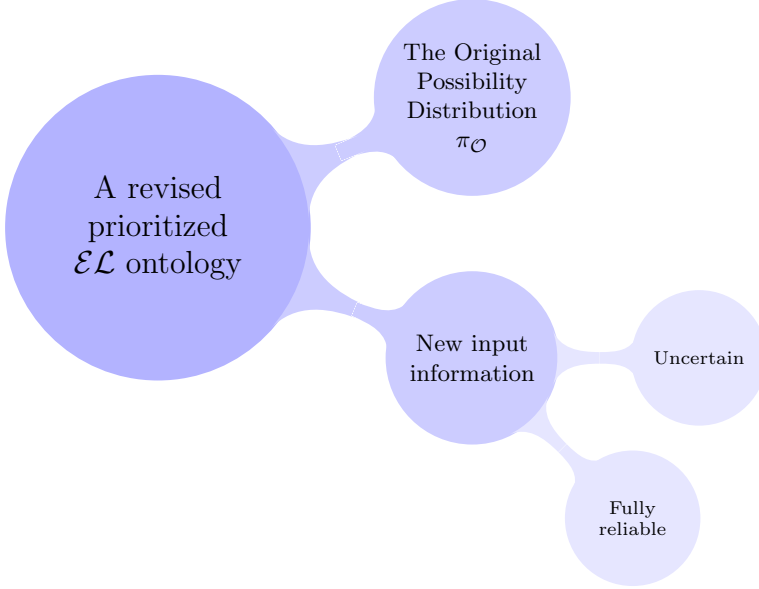 A revised
prioritized
ℰℒ ontology
The Original
Possibility
Distribution
π𝒪
New input
information
Uncertain
Fully
reliable